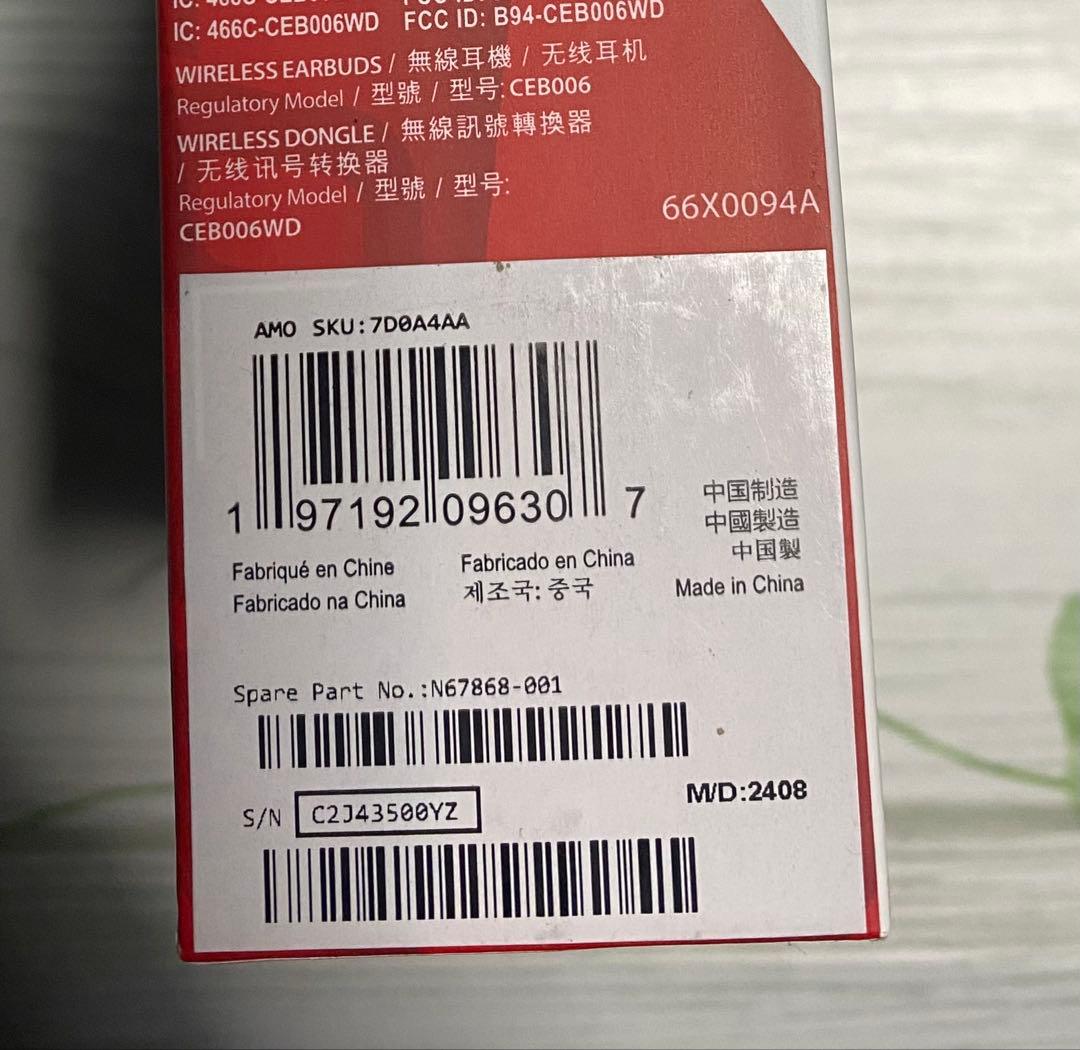 IC: 466C-CEB006WD FCC ID: B94-CEB006WD
WIRELESS EARBUDS / 無線耳機 / 无线耳机
Regulatory Model / 型號 / 型号: CEB006
WIRELESS DONGLE / 無線訊號轉換器
/ 无线讯号转换器
Regulatory Model / 型號 / 型号:
CEB006WD
66X0094A
AMO SKU:7D0A4AA
1 97192 09630 7
Fabriqué en Chine
Fabricado na China
Fabricado en China
제조국: 중국
中国制造
中國製造
中国製
Made in China
Spare Part No.:N67868-001
M/D:2408
S/N C2J43500YZ